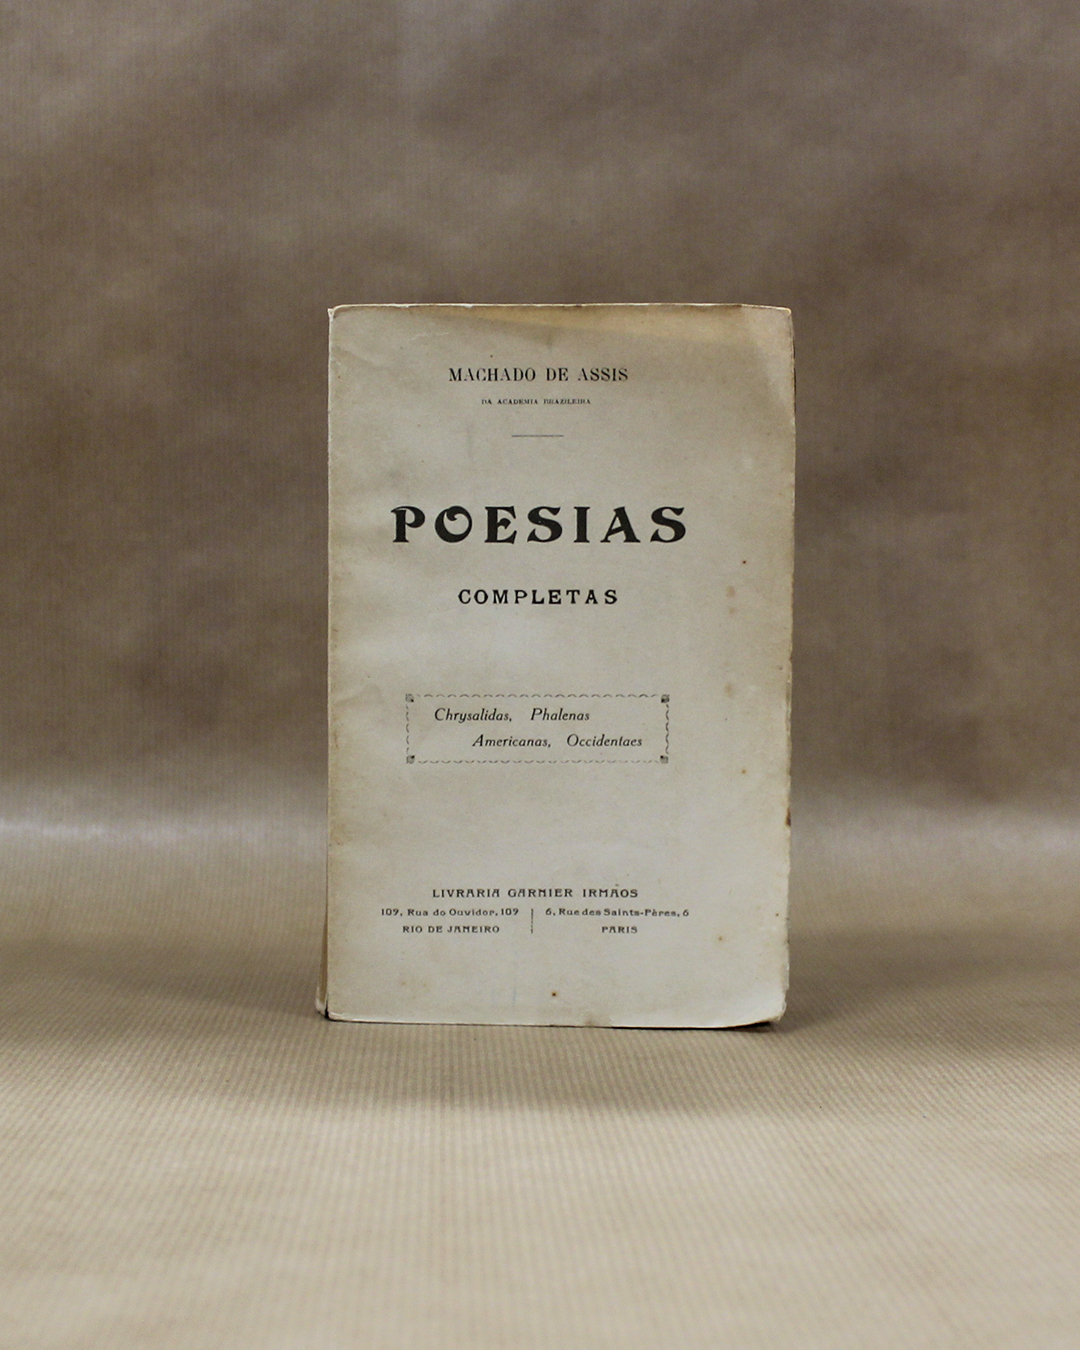 MACHADO DE ASSIS
DA ACADEMIA BRAZILEIRA
POESIAS
COMPLETAS
Chrysalidas, Phalenas
Americanas, Occidentaes
LIVRARIA GARNIER IRMÃOS
109, Rua do Ouvidor, 109
RIO DE JANEIRO
6, Rue des Saints-Pères, 6
PARIS